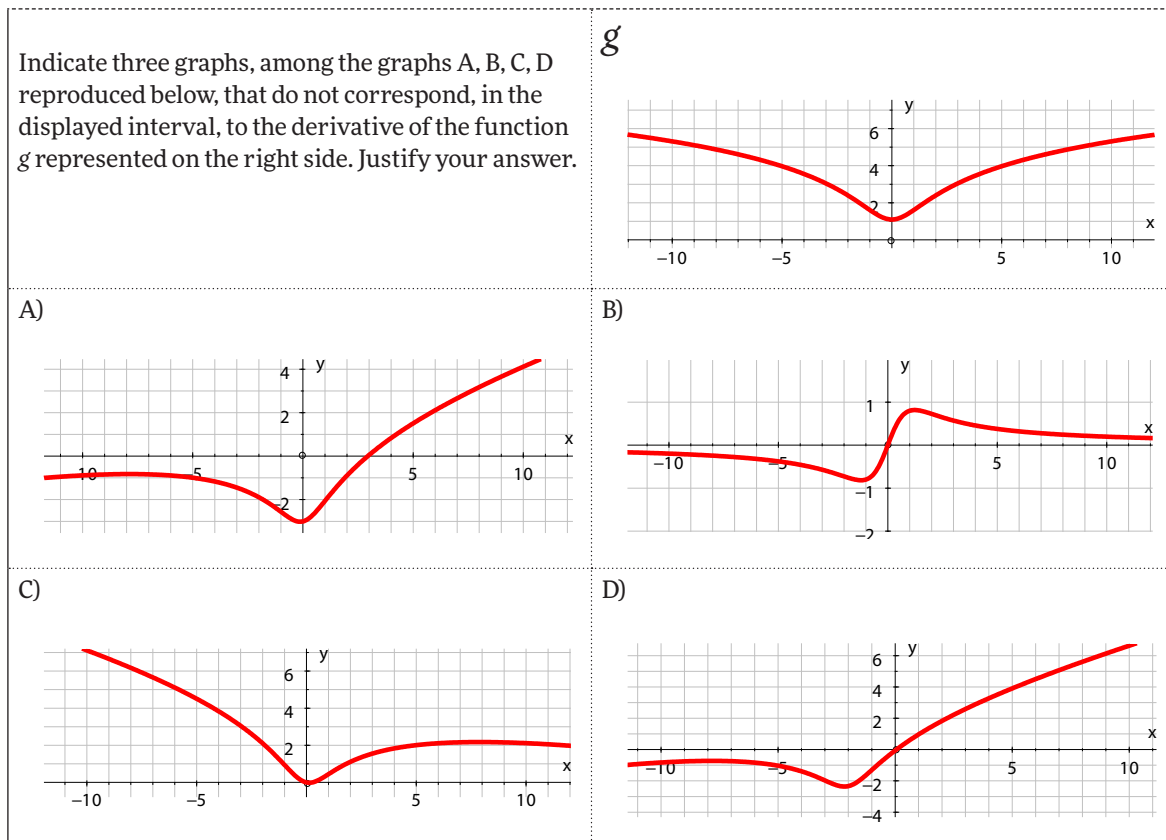 Indicate three graphs, among the graphs A, B, C, D
reproduced below, that do not correspond, in the
displayed interval, to the derivative of the function
g represented on the right side. Justify your answer.
g
y
6
4
2
x
−10 −5 5 10
A)
y
4
2
x
−10 −5 5 10
−2
B)
y
1
x
−10 −5 5 10
−1
−2
C)
y
6
4
2
x
−10 −5 5 10
D)
y
6
4
2
x
−10 −5 5 10
−2
−4